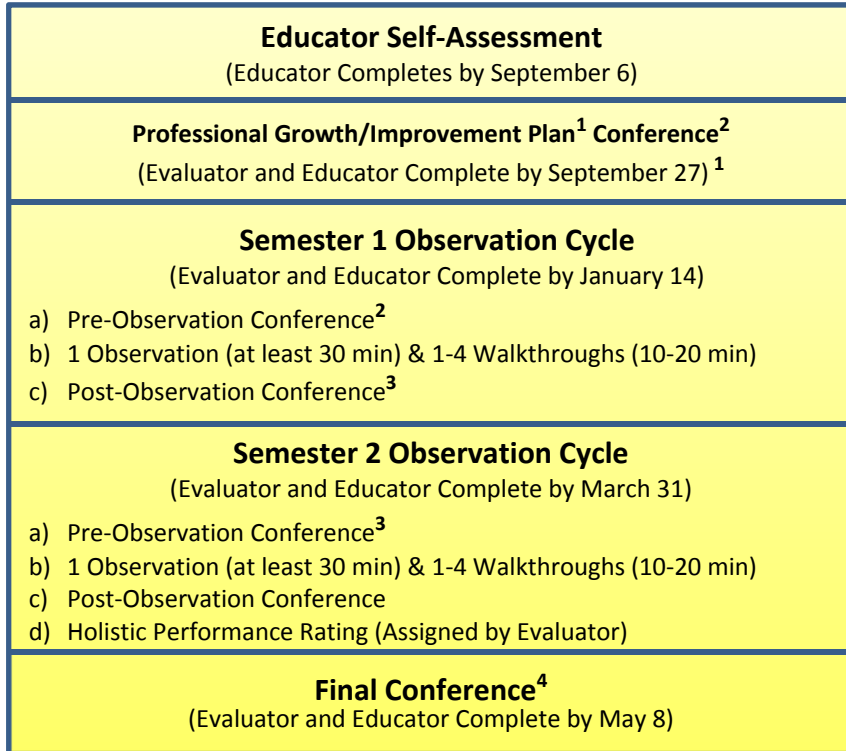 Educator Self-Assessment
(Educator Completes by September 6)
Professional Growth/Improvement Plan¹ Conference²
(Evaluator and Educator Complete by September 27) ¹
Semester 1 Observation Cycle
(Evaluator and Educator Complete by January 14)
a) Pre-Observation Conference²
b) 1 Observation (at least 30 min) & 1-4 Walkthroughs (10-20 min)
c) Post-Observation Conference³
Semester 2 Observation Cycle
(Evaluator and Educator Complete by March 31)
a) Pre-Observation Conference³
b) 1 Observation (at least 30 min) & 1-4 Walkthroughs (10-20 min)
c) Post-Observation Conference
d) Holistic Performance Rating (Assigned by Evaluator)
Final Conference⁴
(Evaluator and Educator Complete by May 8)